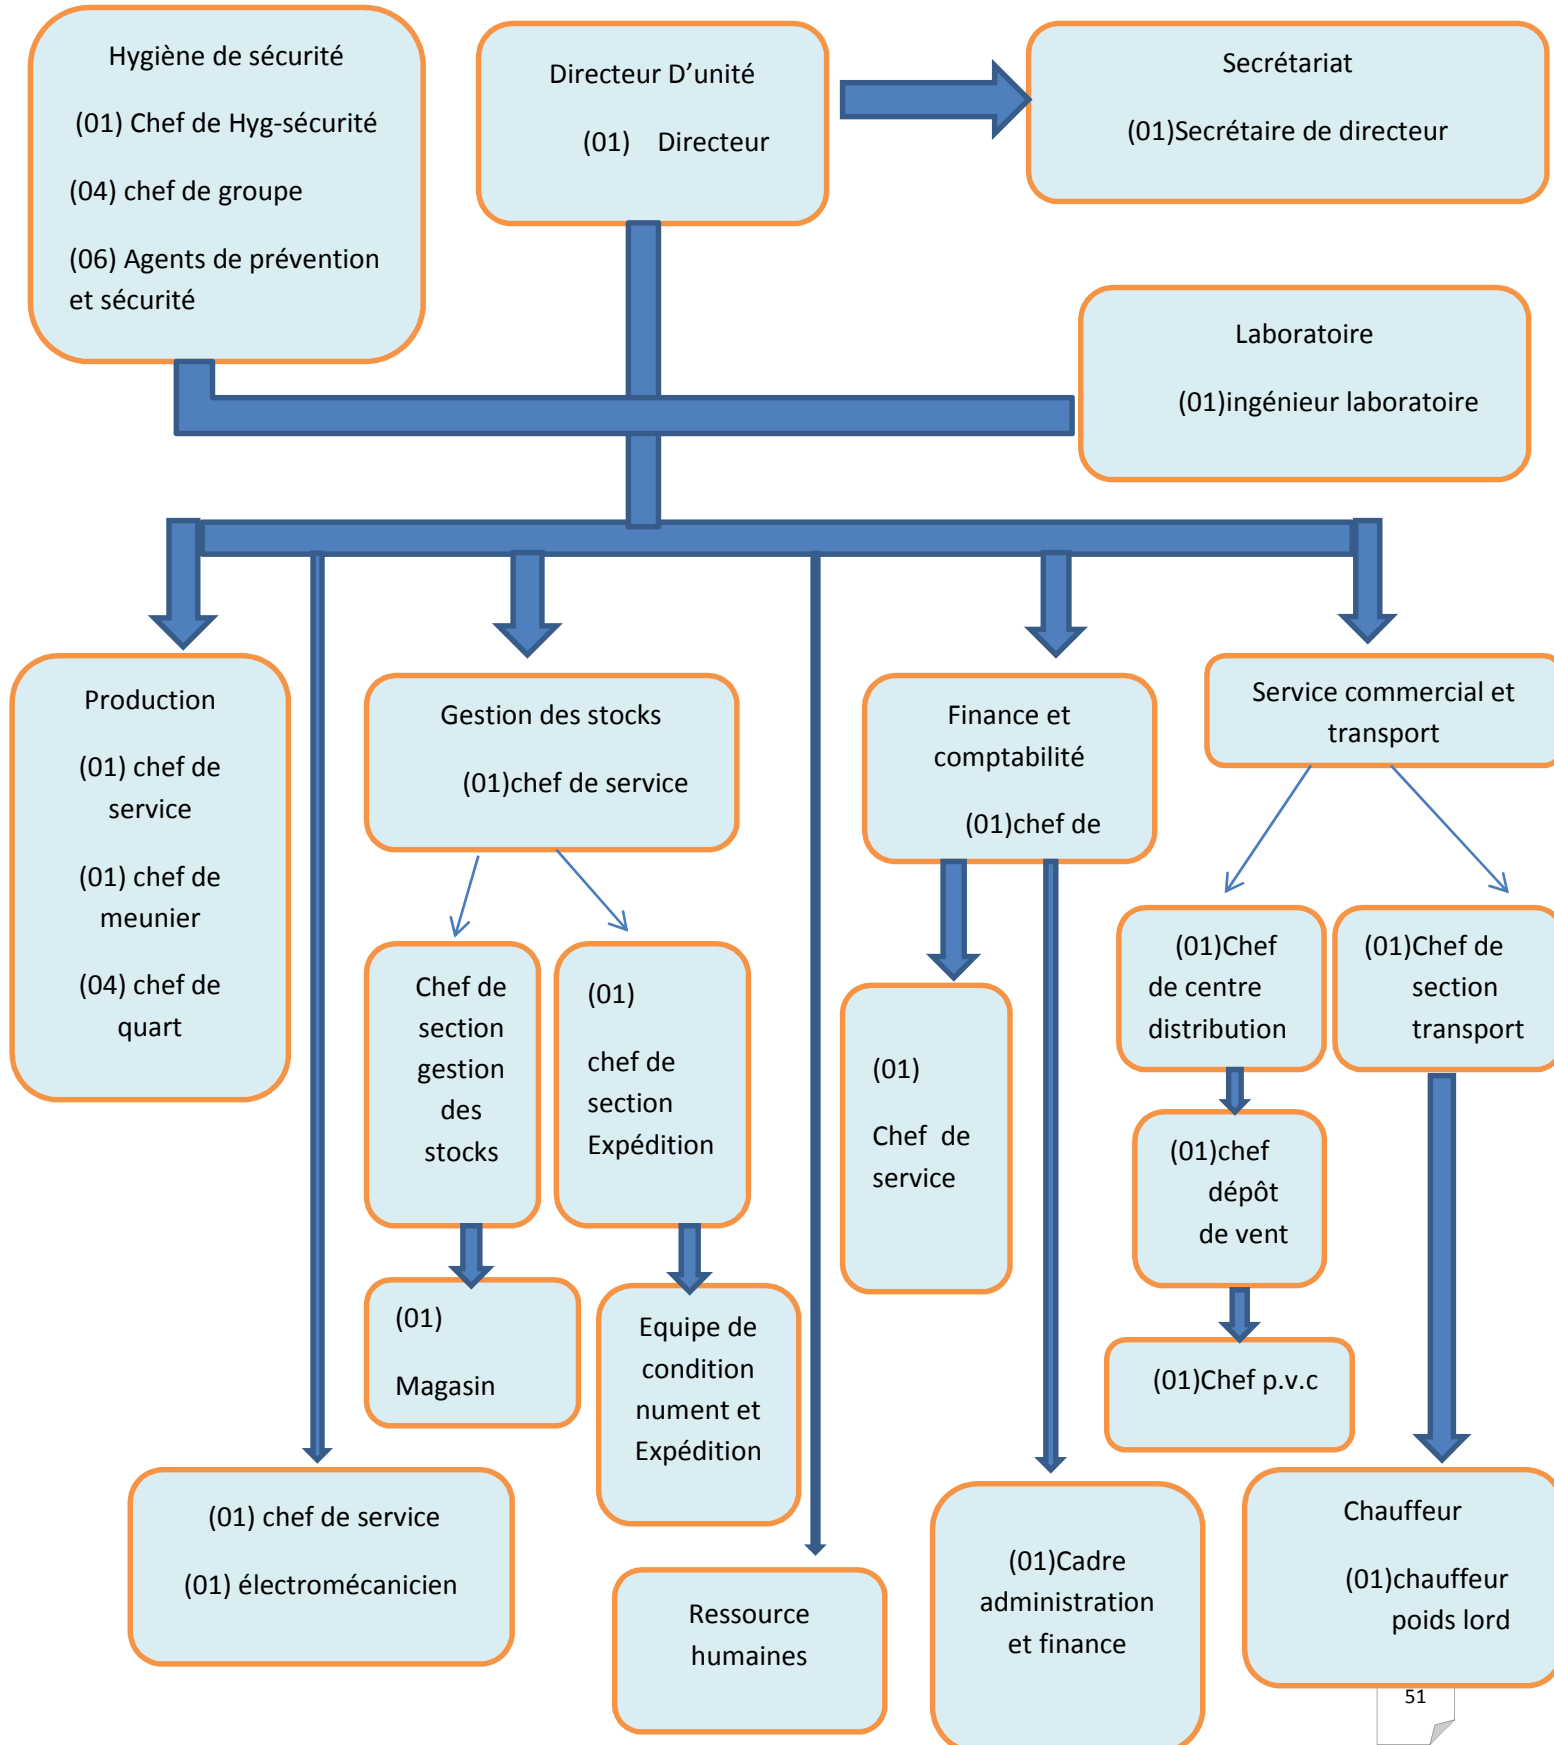 Hygiène de sécurité
(01) Chef de Hyg-sécurité
(04) chef de groupe
(06) Agents de prévention
et sécurité
Directeur D’unité
(01) Directeur
Secrétariat
(01)Secrétaire de directeur
Laboratoire
(01)ingénieur laboratoire
Production
(01) chef de
service
(01) chef de
meunier
(04) chef de
quart
Gestion des stocks
(01)chef de service
Finance et
comptabilité
(01)chef de
Service commercial et
transport
Chef de
section
gestion
des
stocks
(01)
chef de
section
Expédition
(01)
Chef de
service
(01)Chef
de centre
distribution
(01)Chef de
section
transport
(01)chef
dépôt
de vent
(01)
Magasin
Equipe de
condition
nument et
Expédition
(01)Chef p.v.c
(01) chef de service
(01) électromécanicien
Ressource
humaines
(01)Cadre
administration
et finance
Chauffeur
(01)chauffeur
poids lord
51